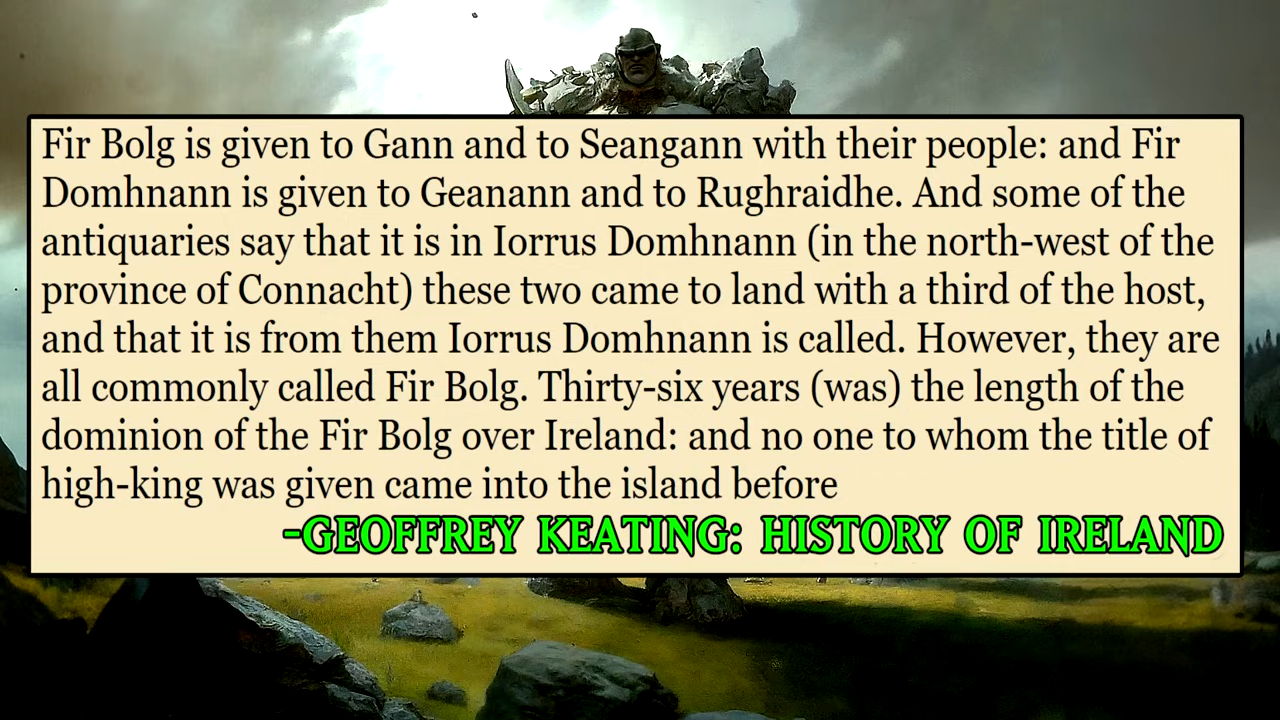 Fir Bolg is given to Gann and to Seangann with their people: and Fir
Domhnann is given to Geanann and to Rughraidhe. And some of the
antiquaries say that it is in Iorrus Domhnann (in the north-west of the
province of Connacht) these two came to land with a third of the host,
and that it is from them Iorrus Domhnann is called. However, they are
all commonly called Fir Bolg. Thirty-six years (was) the length of the
dominion of the Fir Bolg over Ireland: and no one to whom the title of
high-king was given came into the island before
-GEOFFREY KEATING: HISTORY OF IRELAND